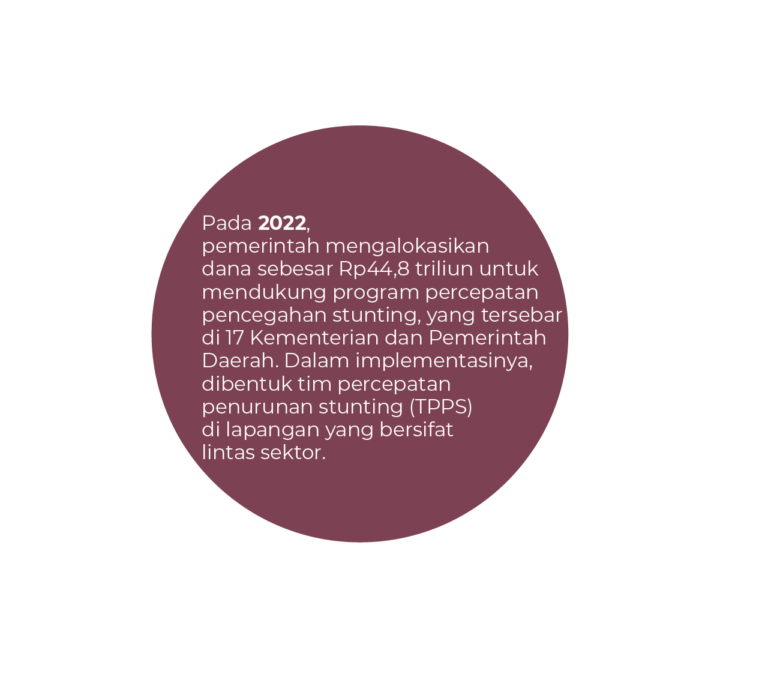 Pada 2022,
pemerintah mengalokasikan
dana sebesar Rp44,8 triliun untuk
mendukung program percepatan
pencegahan stunting, yang tersebar
di 17 Kementerian dan Pemerintah
Daerah. Dalam implementasinya,
dibentuk tim percepatan
penurunan stunting (TPPS)
di lapangan yang bersifat
lintas sektor.